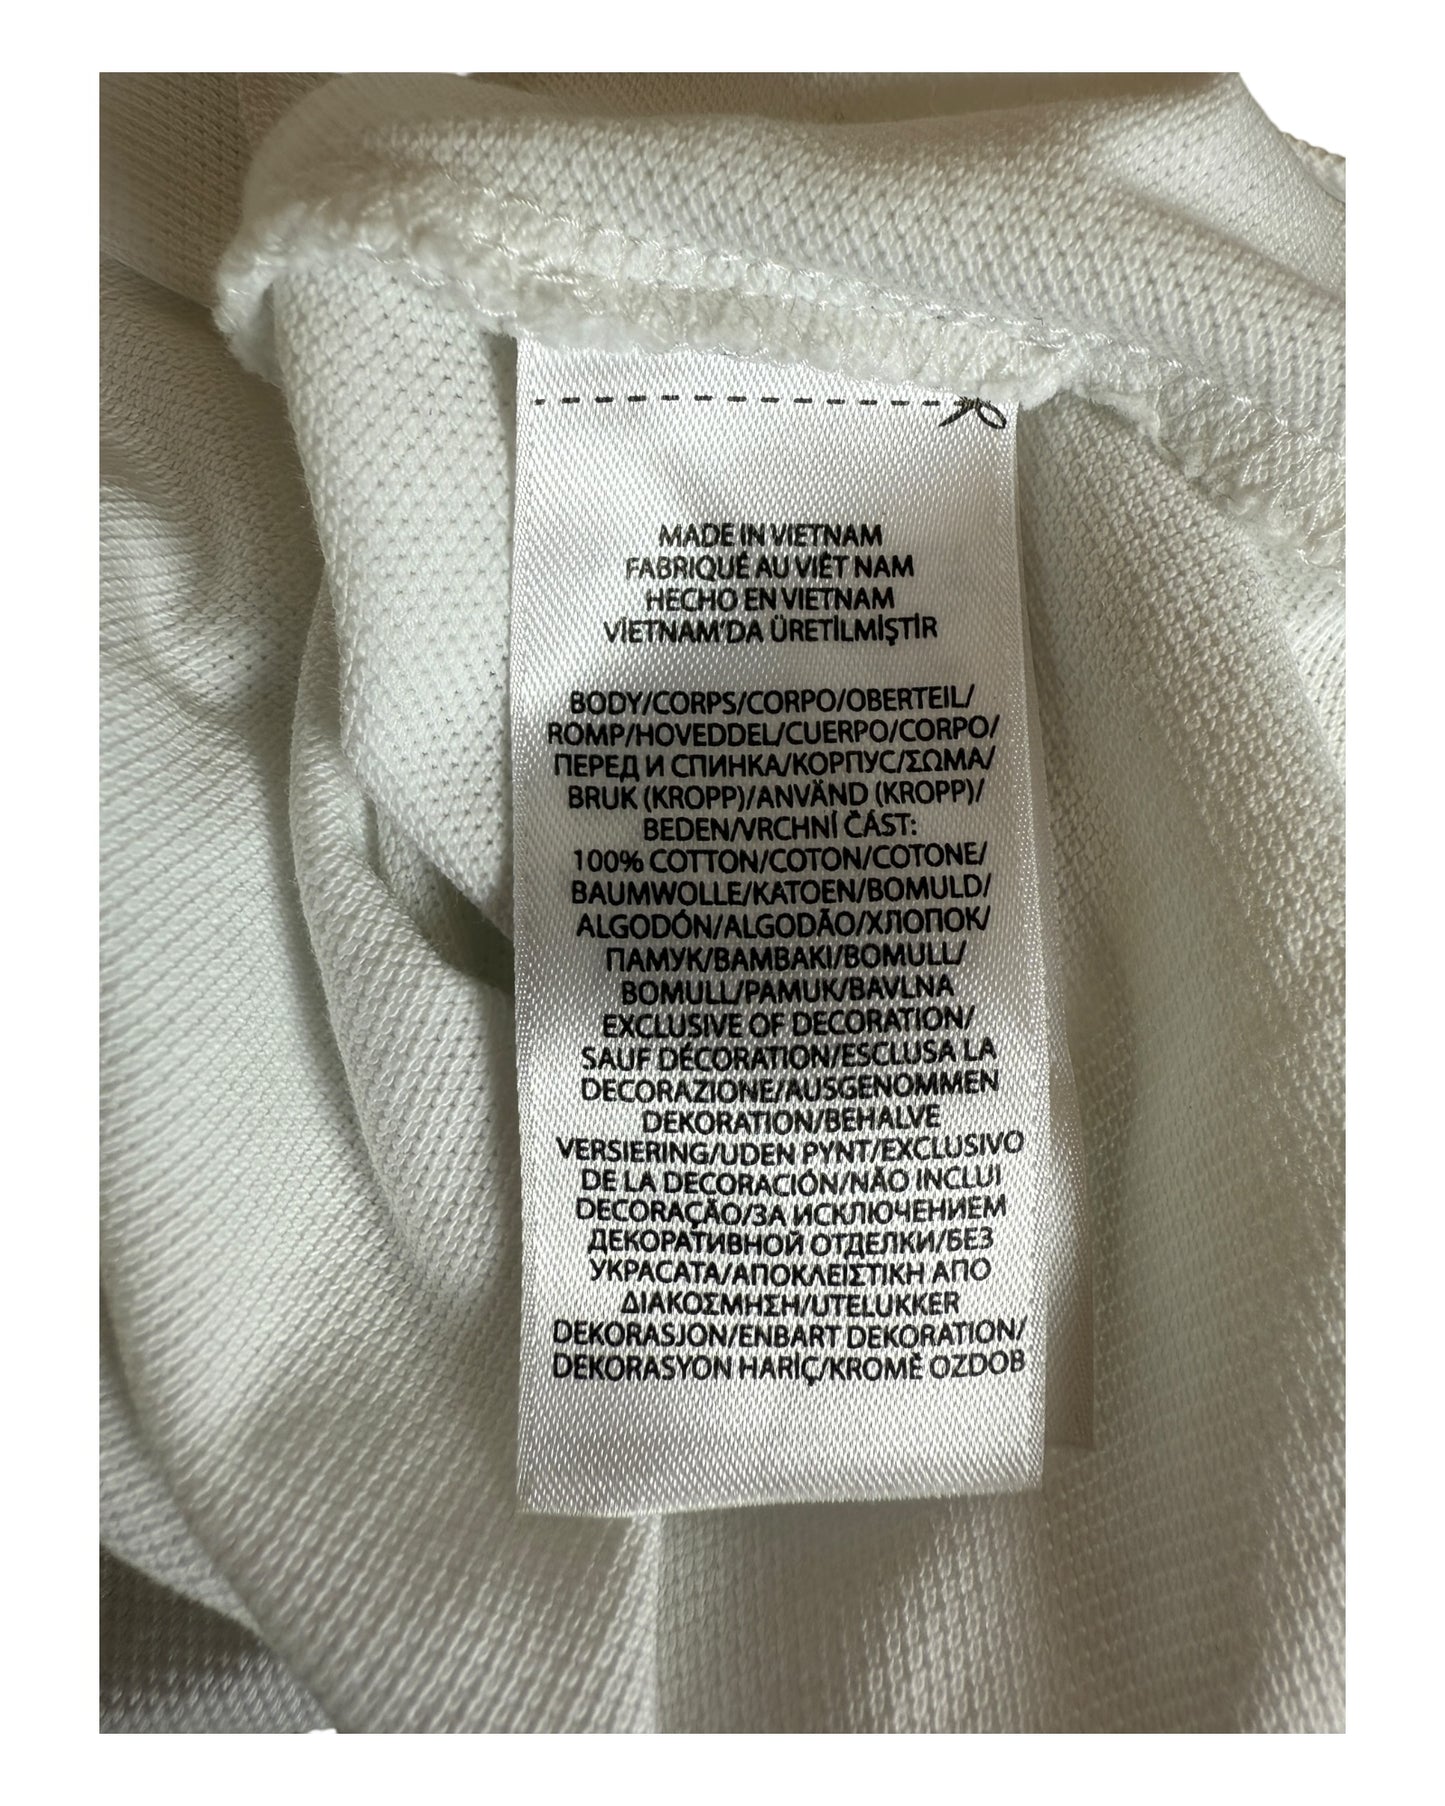 MADE IN VIETNAM
FABRIQUÉ AU VIÊT NAM
HECHO EN VIETNAM
VİETNAM'DA ÜRETİLMİŞTİR
BODY/CORPS/CORPO/OBERTEIL/
ROMP/HOVEDDEL/CUERPO/CORPO/
ПЕРЕД И СПИНКА/КОРПУС/ΣΩΜΑ/
BRUK (KROPP)/ANVÄND (KROPP)/
BEDEN/VRCHNÍ ČÁST:
100% COTTON/COTON/COTONE/
BAUMWOLLE/KATOEN/BOMULD/
ALGODÓN/ALGODÃO/ХЛОПОК/
ПАМУК/ΒΑΜΒΑΚΙ/BOMULL/
BOMULL/PAMUK/BAVLNA
EXCLUSIVE OF DECORATION/
SAUF DÉCORATION/ESCLUSA LA
DECORAZIONE/AUSGENOMMEN
DEKORATION/BEHALVE
VERSIERING/UDEN PYNT/EXCLUSIVO
DE LA DECORACIÓN/NÃO INCLUI
DECORAÇÃO/ЗА ИСКЛЮЧЕНИЕМ
ДЕКОРАТИВНОЙ ОТДЕЛКИ/БЕЗ
УКРАСАТА/ΑΠΟΚΛΕΙΣΤΙΚΗ ΑΠΟ
ΔΙΑΚΟΣΜΗΣΗ/UTELUKKER
DEKORASJON/ENBART DEKORATION/
DEKORASYON HARİÇ/KROMĚ OZDOB